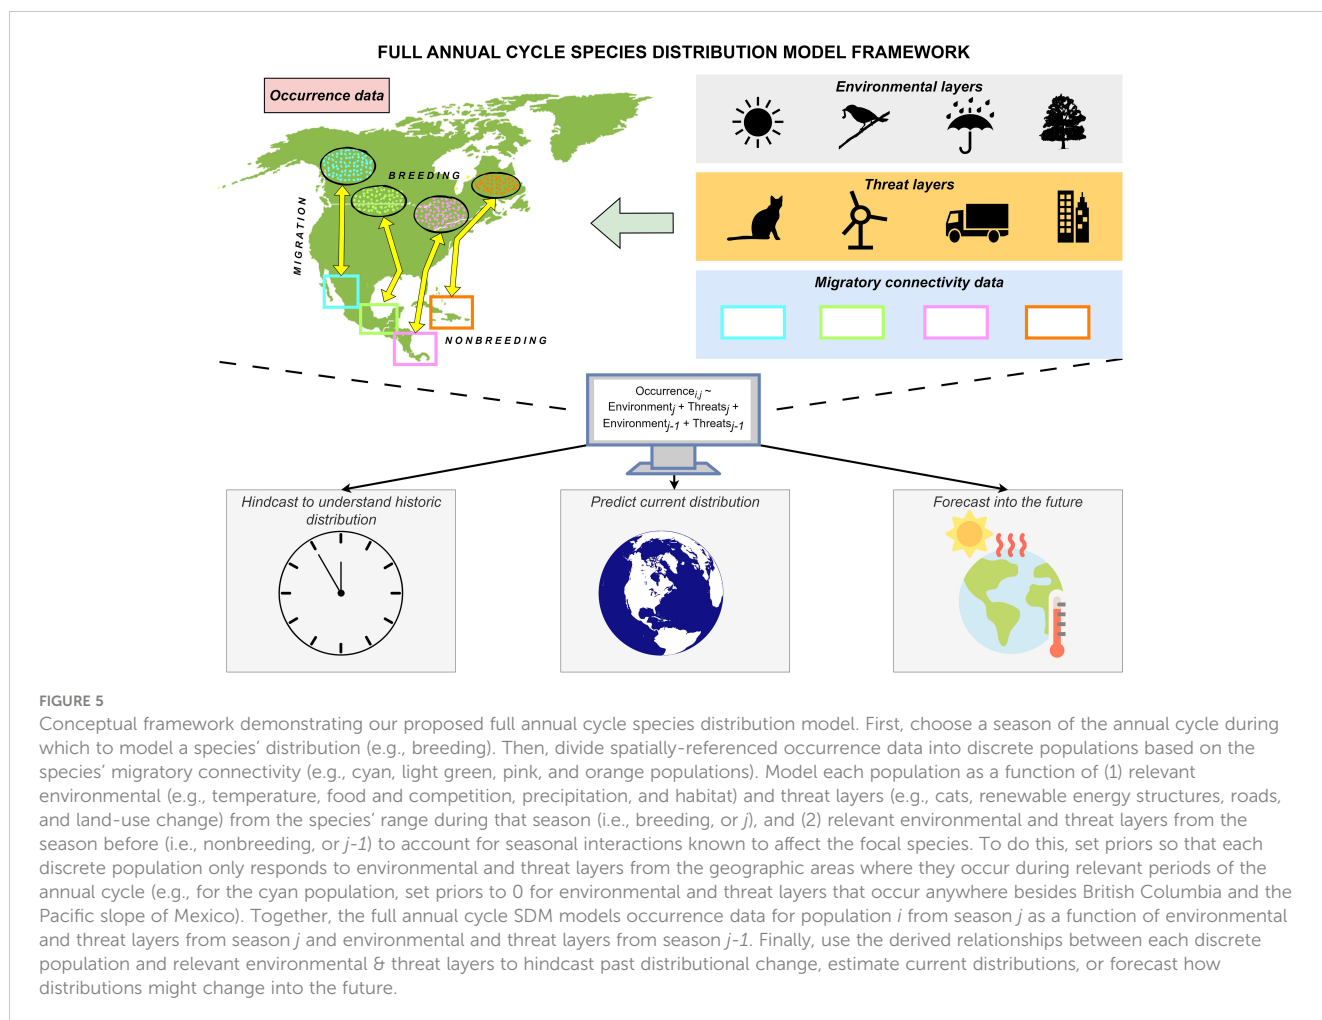 FULL ANNUAL CYCLE SPECIES DISTRIBUTION MODEL FRAMEWORK
Occurrence data
BREEDING
MIGRATION
NONBREEDING
Environmental layers
Threat layers
Migratory connectivity data
Occurrencei,j ~
Environmentj + Threatsj +
Environmentj-1 + Threatsj-1
Hindcast to understand historic
distribution
Predict current distribution
Forecast into the future
FIGURE 5
Conceptual framework demonstrating our proposed full annual cycle species distribution model. First, choose a season of the annual cycle during
which to model a species’ distribution (e.g., breeding). Then, divide spatially-referenced occurrence data into discrete populations based on the
species’ migratory connectivity (e.g., cyan, light green, pink, and orange populations). Model each population as a function of (1) relevant
environmental (e.g., temperature, food and competition, precipitation, and habitat) and threat layers (e.g., cats, renewable energy structures, roads,
and land-use change) from the species’ range during that season (i.e., breeding, or j), and (2) relevant environmental and threat layers from the
season before (i.e., nonbreeding, or j-1) to account for seasonal interactions known to affect the focal species. To do this, set priors so that each
discrete population only responds to environmental and threat layers from the geographic areas where they occur during relevant periods of the
annual cycle (e.g., for the cyan population, set priors to 0 for environmental and threat layers that occur anywhere besides British Columbia and the
Pacific slope of Mexico). Together, the full annual cycle SDM models occurrence data for population i from season j as a function of environmental
and threat layers from season j and environmental and threat layers from season j-1. Finally, use the derived relationships between each discrete
population and relevant environmental & threat layers to hindcast past distributional change, estimate current distributions, or forecast how
distributions might change into the future.